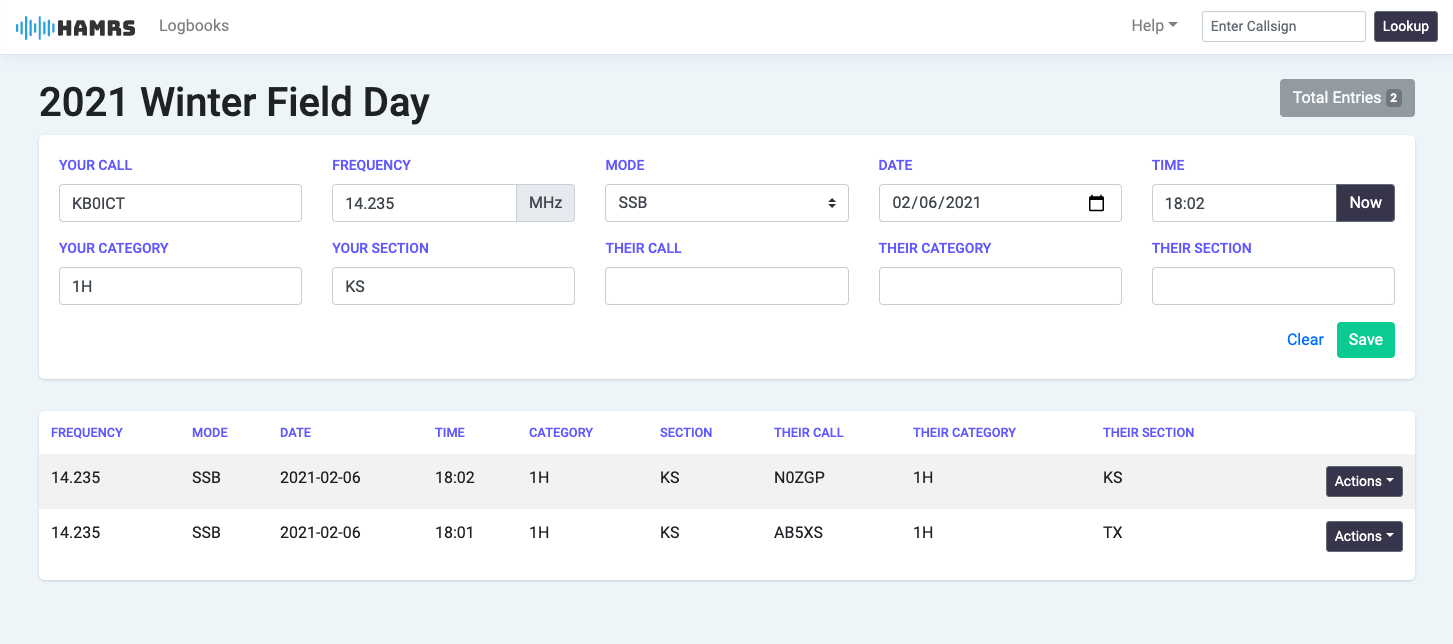 HAMRS Logbooks Help Enter Callsign Lookup
2021 Winter Field Day Total Entries 2
YOUR CALL FREQUENCY MODE DATE TIME
KB0ICT 14.235 MHz SSB 02/06/2021 18:02 Now
YOUR CATEGORY YOUR SECTION THEIR CALL THEIR CATEGORY THEIR SECTION
1H KS
Clear Save
FREQUENCY MODE DATE TIME CATEGORY SECTION THEIR CALL THEIR CATEGORY THEIR SECTION
14.235 SSB 2021-02-06 18:02 1H KS N0ZGP 1H KS Actions
14.235 SSB 2021-02-06 18:01 1H KS AB5XS 1H TX Actions